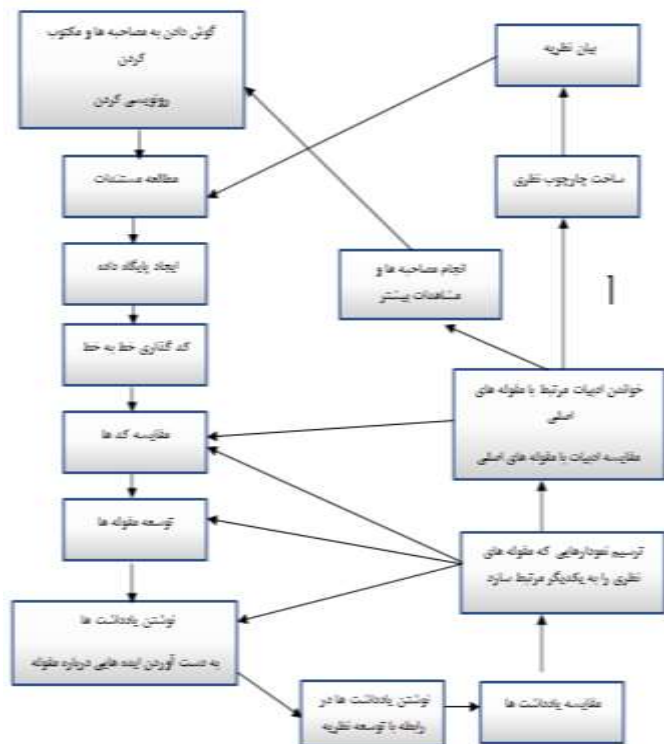 گوش دادن به مصاحبه ها و مکتوب
کردن
رونویسی کردن
بیان نظریه
مطالعه مستندات
ساخت چارچوب نظری
ایجاد پایگاه داده
انجام مصاحبه ها و
مشاهدات بیشتر
1
کد گذاری خط به خط
خواندن ادبیات مرتبط با مقوله های
اصلی
مقایسه ادبیات با مقوله های اصلی
مقایسه کد ها
توسعه مقوله ها
ترسیم نمودارهایی که مقوله های
نظری را به یکدیگر مرتبط سازد
نوشتن یادداشت ها
به دست آوردن ایده هایی درباره مقوله
نوشتن یادداشت ها در
رابطه با توسعه نظریه
مقایسه یادداشت ها